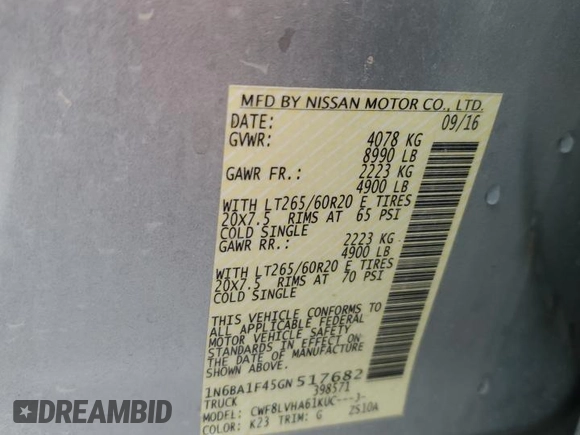 MFD BY NISSAN MOTOR CO., LTD.
DATE: 09/16
GVWR: 4078 KG
8990 LB
GAWR FR.: 2223 KG
4900 LB
WITH LT265/60R20 E TIRES
20X7.5 RIMS AT 65 PSI
COLD SINGLE
GAWR RR.: 2223 KG
4900 LB
WITH LT265/60R20 E TIRES
20X7.5 RIMS AT 70 PSI
COLD SINGLE
THIS VEHICLE CONFORMS TO
ALL APPLICABLE FEDERAL
MOTOR VEHICLE SAFETY
STANDARDS IN EFFECT ON
THE DATE OF MANUFACTURE
SHOWN ABOVE.
1N6BA1F45GN517682
TRUCK 398571
MODEL: CWF8LVHA61KUC---J-
COLOR: K23 TRIM: G ZS10A
© AUTOBIDCAR